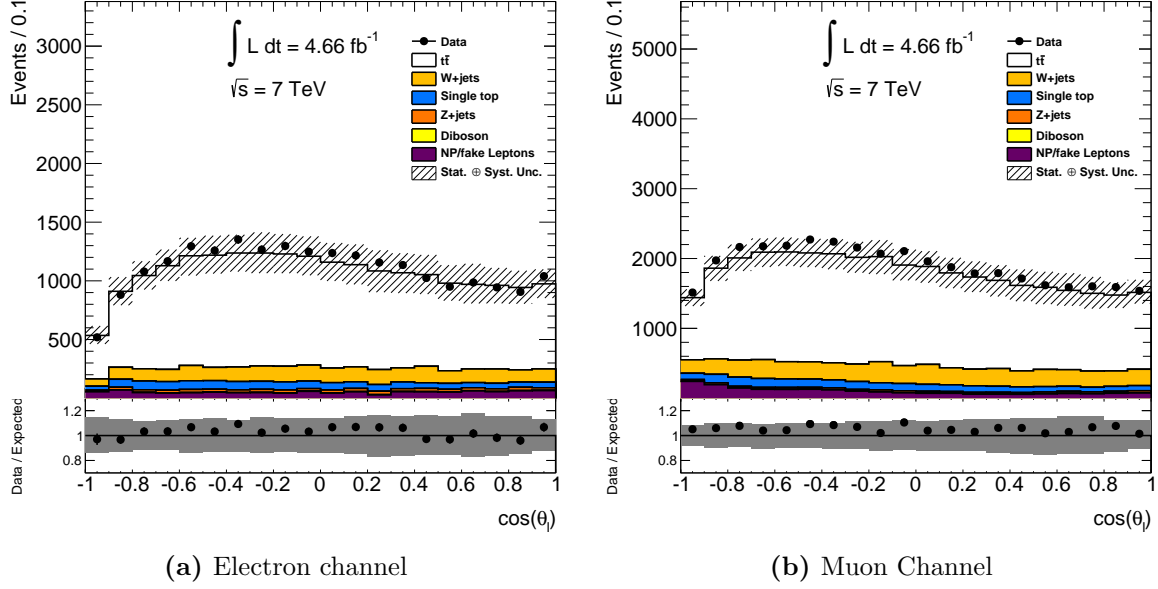 Events / 0.1
3000
2500
2000
1500
1000
500
∫ L dt = 4.66 fb⁻¹
√s = 7 TeV
Data
tt̄
W+jets
Single top
Z+jets
Diboson
NP/fake Leptons
Stat. ⊕ Syst. Unc.
Data / Expected
1.2
1
0.8
-1 -0.8 -0.6 -0.4 -0.2 0 0.2 0.4 0.6 0.8 1
cos(θ_l)
(a) Electron channel
Events / 0.1
5000
4000
3000
2000
1000
∫ L dt = 4.66 fb⁻¹
√s = 7 TeV
Data
tt̄
W+jets
Single top
Z+jets
Diboson
NP/fake Leptons
Stat. ⊕ Syst. Unc.
Data / Expected
1.2
1
0.8
-1 -0.8 -0.6 -0.4 -0.2 0 0.2 0.4 0.6 0.8 1
cos(θ_l)
(b) Muon Channel